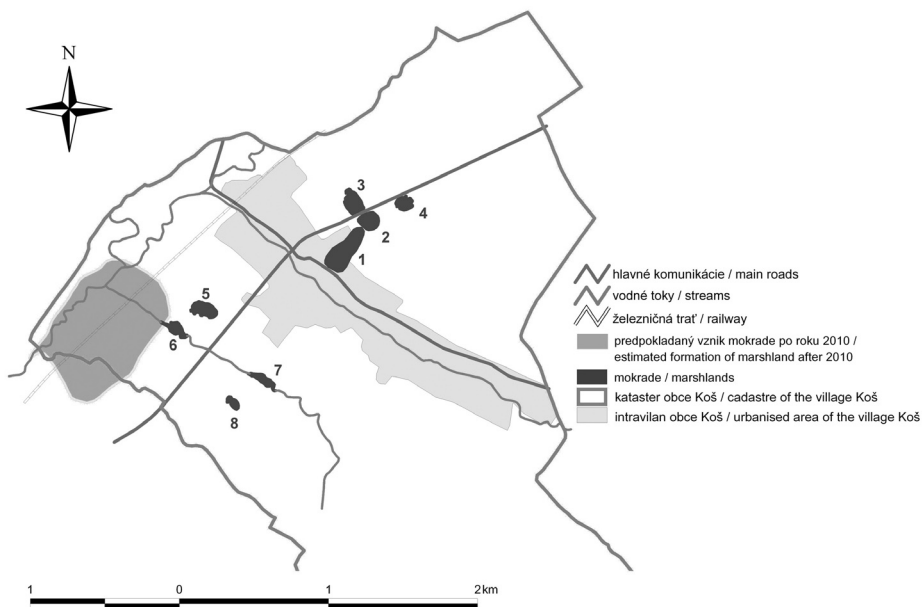 N
3
4
2
1
5
6
7
8
hlavné komunikácie / main roads
vodné toky / streams
železničná trať / railway
predpokladaný vznik mokrade po roku 2010 /
estimated formation of marshland after 2010
mokrade / marshlands
kataster obce Koš / cadastre of the village Koš
intravilan obce Koš / urbanised area of the village Koš
1 0 1 2 km